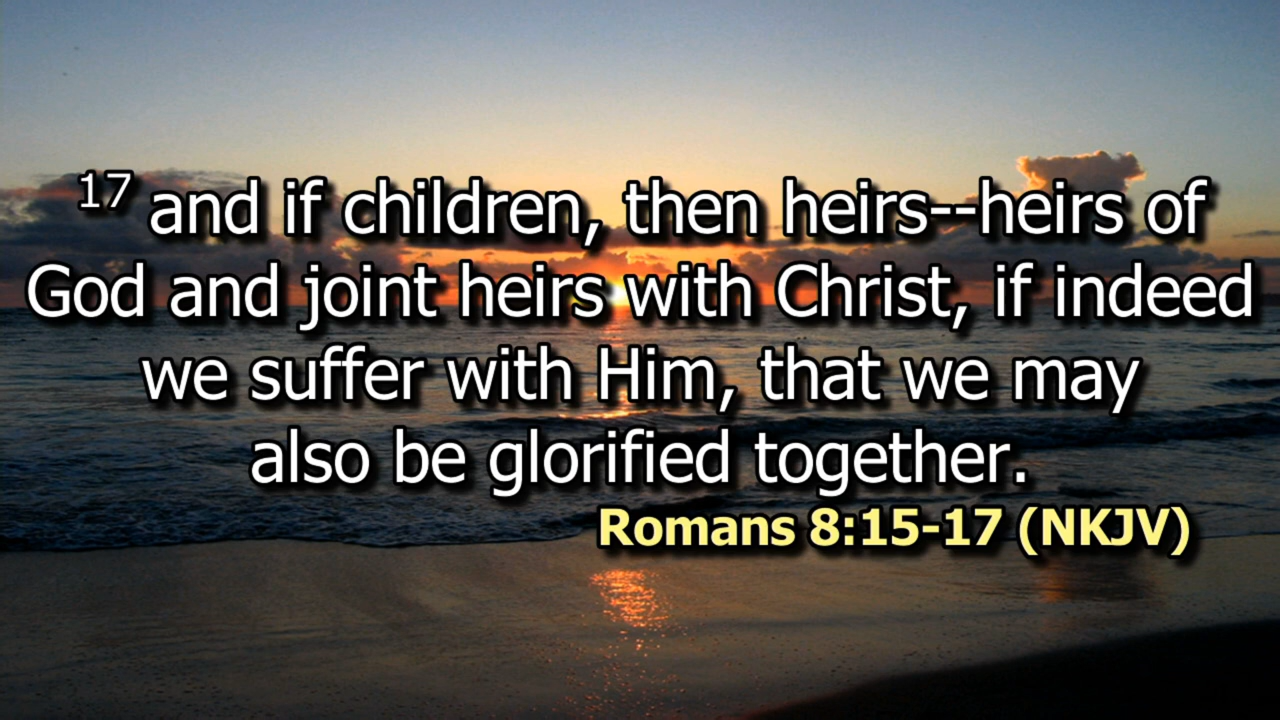 17 and if children, then heirs--heirs of
God and joint heirs with Christ, if indeed
we suffer with Him, that we may
also be glorified together.
Romans 8:15-17 (NKJV)